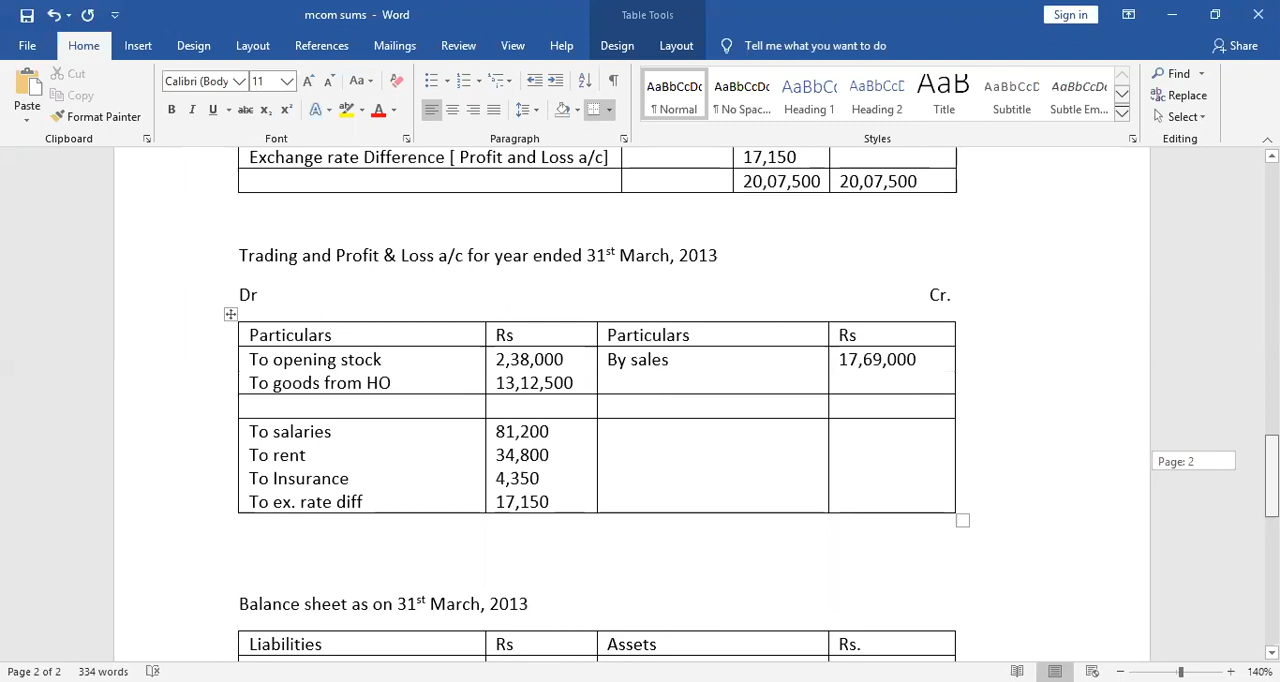 mcom sums - Word
Table Tools
Sign in
File Home Insert Design Layout References Mailings Review View Help Design Layout Tell me what you want to do Share
Paste
Cut
Copy
Format Painter
Clipboard
Calibri (Body 11
Font
Paragraph
AaBbCcDc AaBbCcDc AaBbCc AaBbCcDc AaB AaBbCcDc AaBbCcDc
¶ Normal ¶ No Spac... Heading 1 Heading 2 Title Subtitle Subtle Em...
Styles
Find
Replace
Select
Editing
Exchange rate Difference [ Profit and Loss a/c] 17,150
20,07,500 20,07,500
Trading and Profit & Loss a/c for year ended 31st March, 2013
Dr Cr.
Particulars Rs Particulars Rs
To opening stock 2,38,000 By sales 17,69,000
To goods from HO 13,12,500
To salaries 81,200
To rent 34,800
To Insurance 4,350
To ex. rate diff 17,150
Page: 2
Balance sheet as on 31st March, 2013
Liabilities Rs Assets Rs.
Page 2 of 2 334 words 140%